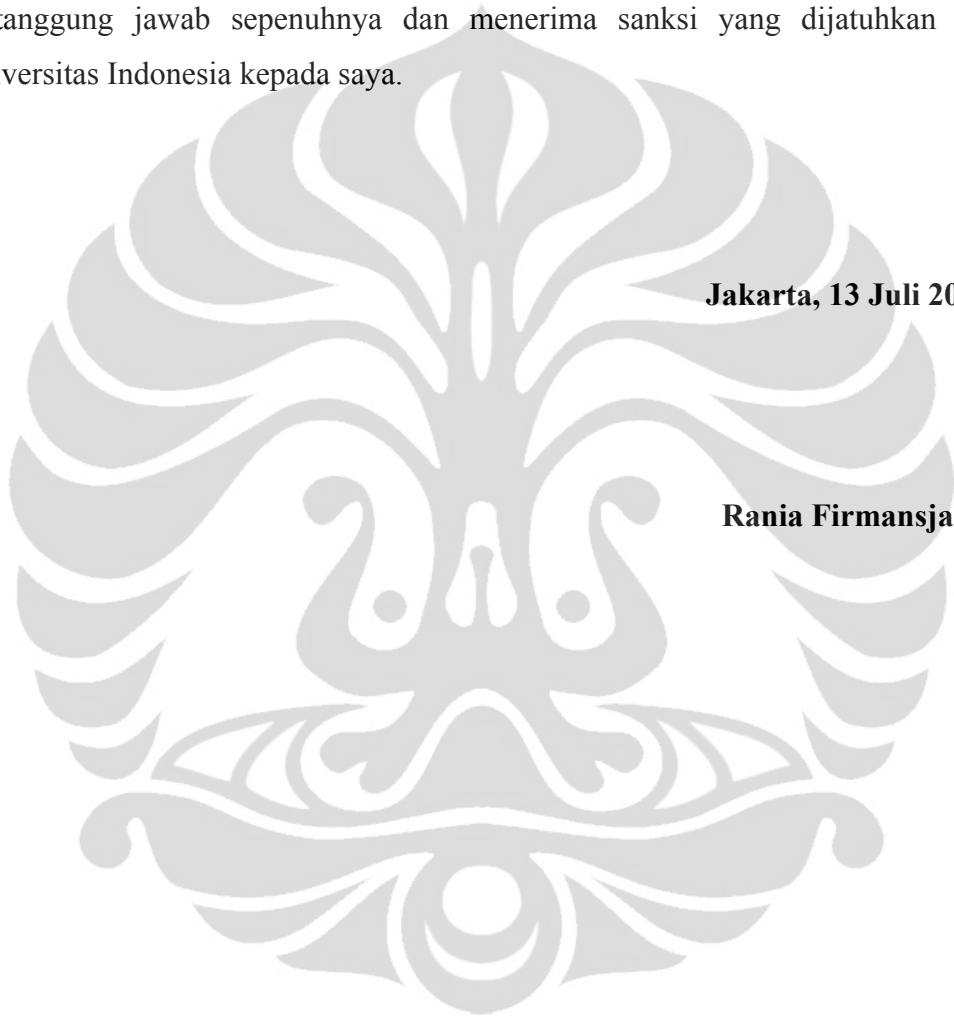 tanggung jawab sepenuhnya dan menerima sanksi yang dijatuhkan
versitas Indonesia kepada saya.
Jakarta, 13 Juli 20
Rania Firmansja